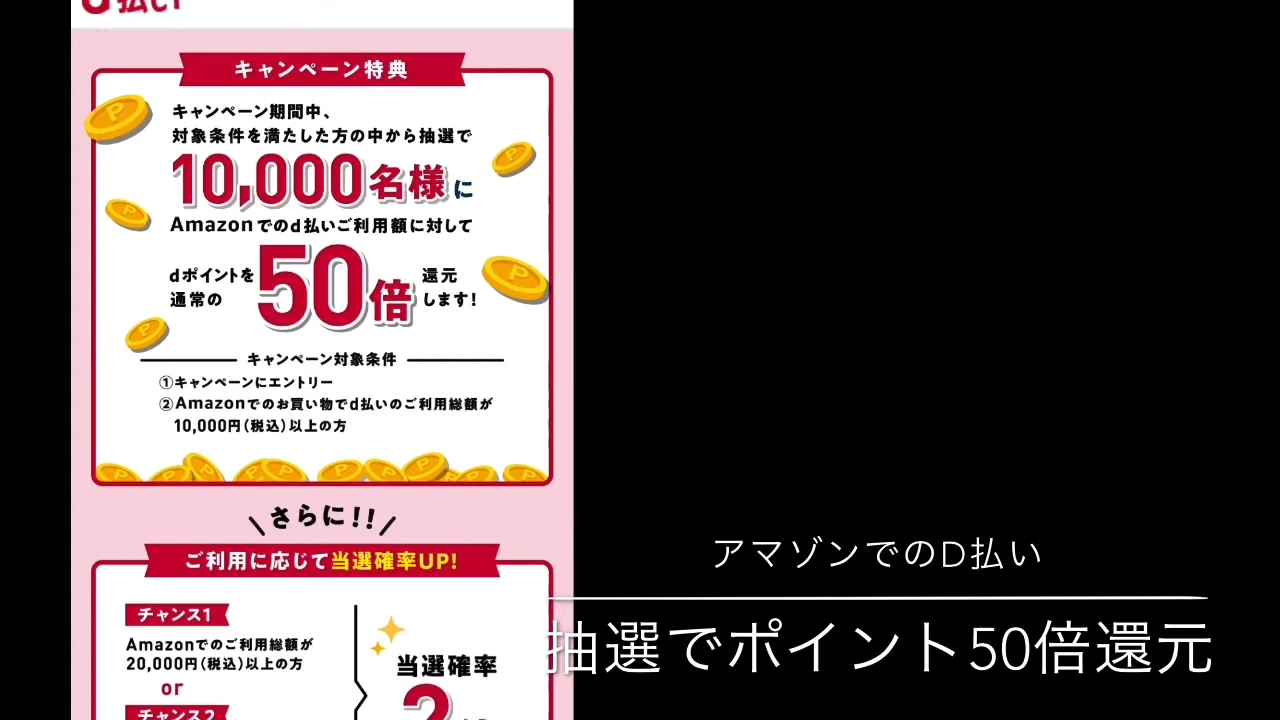 d払い
キャンペーン特典
キャンペーン期間中、
対象条件を満たした方の中から抽選で
10,000名様に
Amazonでのd払いご利用額に対して
dポイントを
通常の
50倍
還元
します!
キャンペーン対象条件
①キャンペーンにエントリー
②Amazonでのお買い物でd払いのご利用総額が
10,000円(税込)以上の方
さらに!!
ご利用に応じて当選確率UP!
チャンス1
Amazonでのご利用総額が
20,000円(税込)以上の方
or
チャンス2
当選確率
2
アマゾンでのD払い
抽選でポイント50倍還元